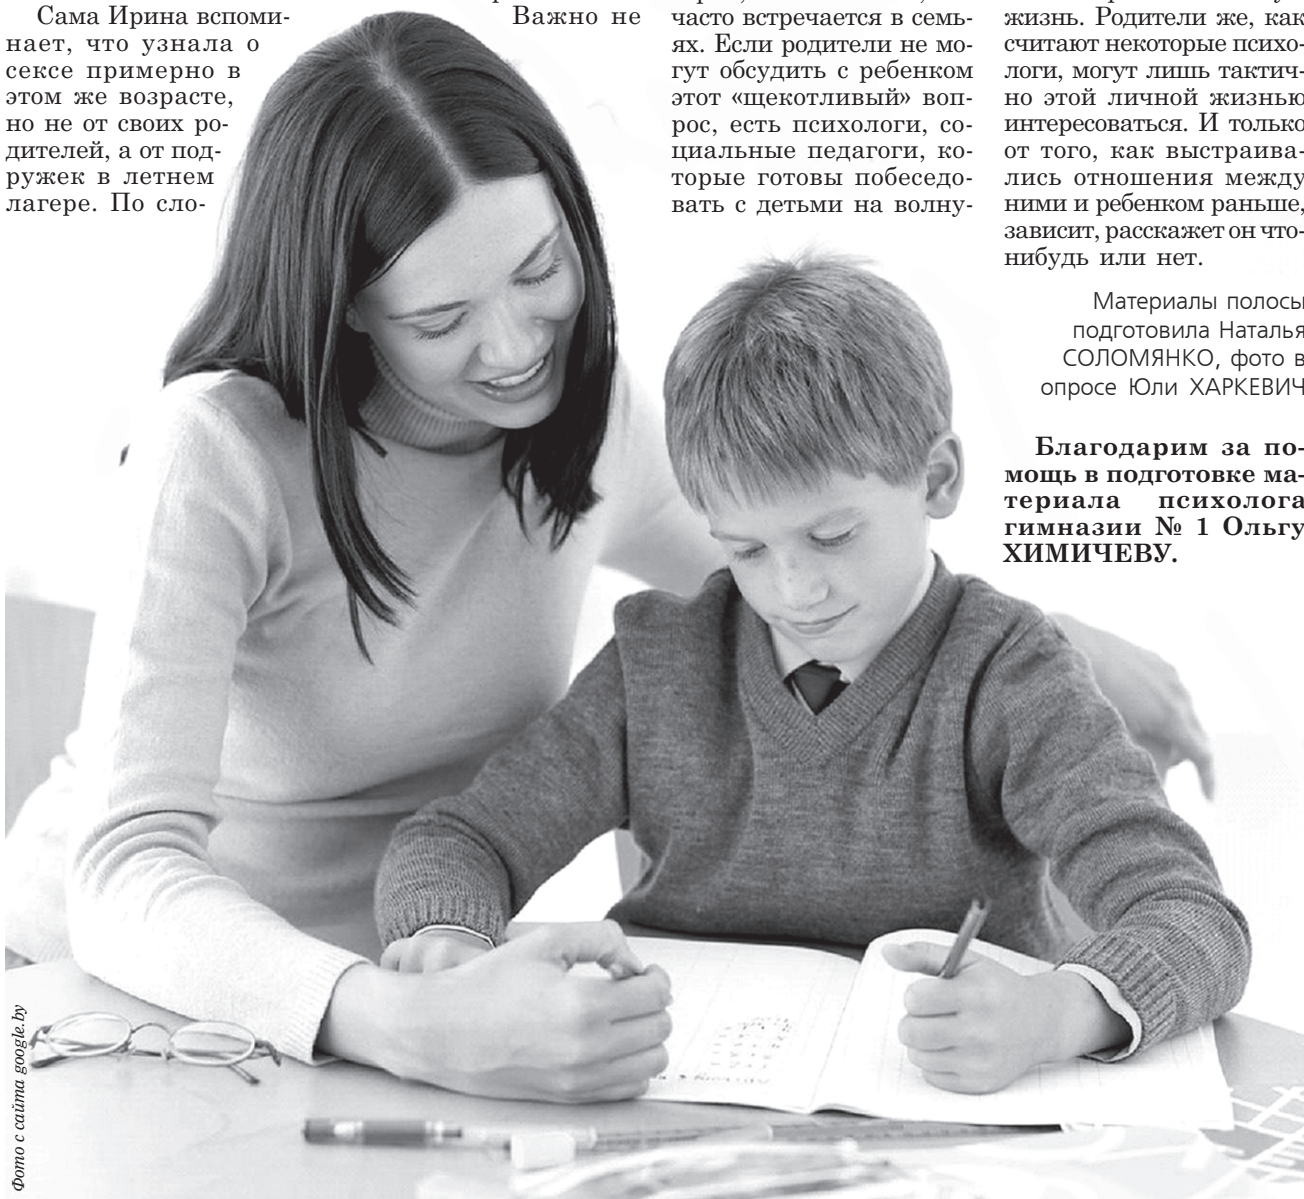 Сама Ирина вспоми-
нает, что узнала о
сексе примерно в
этом же возрасте,
но не от своих ро-
дителей, а от под-
ружек в летнем
лагере. По сло-
Важно не
часто встречается в семь-
ях. Если родители не мо-
гут обсудить с ребенком
этот «щекотливый» воп-
рос, есть психологи, со-
циальные педагоги, ко-
торые готовы побеседо-
вать с детьми на волну-
жизнь. Родители же, как
считают некоторые психо-
логи, могут лишь тактич-
но этой личной жизнью
интересоваться. И только
от того, как выстраива-
лись отношения между
ними и ребенком раньше,
зависит, расскажет он что-
нибудь или нет.
Материалы полосы
подготовила Наталья
СОЛОМЯНКО, фото в
опросе Юли ХАРКЕВИЧ
Благодарим за по-
мощь в подготовке ма-
териала психолога
гимназии № 1 Ольгу
ХИМИЧЕВУ.
Фото с сайта google.by